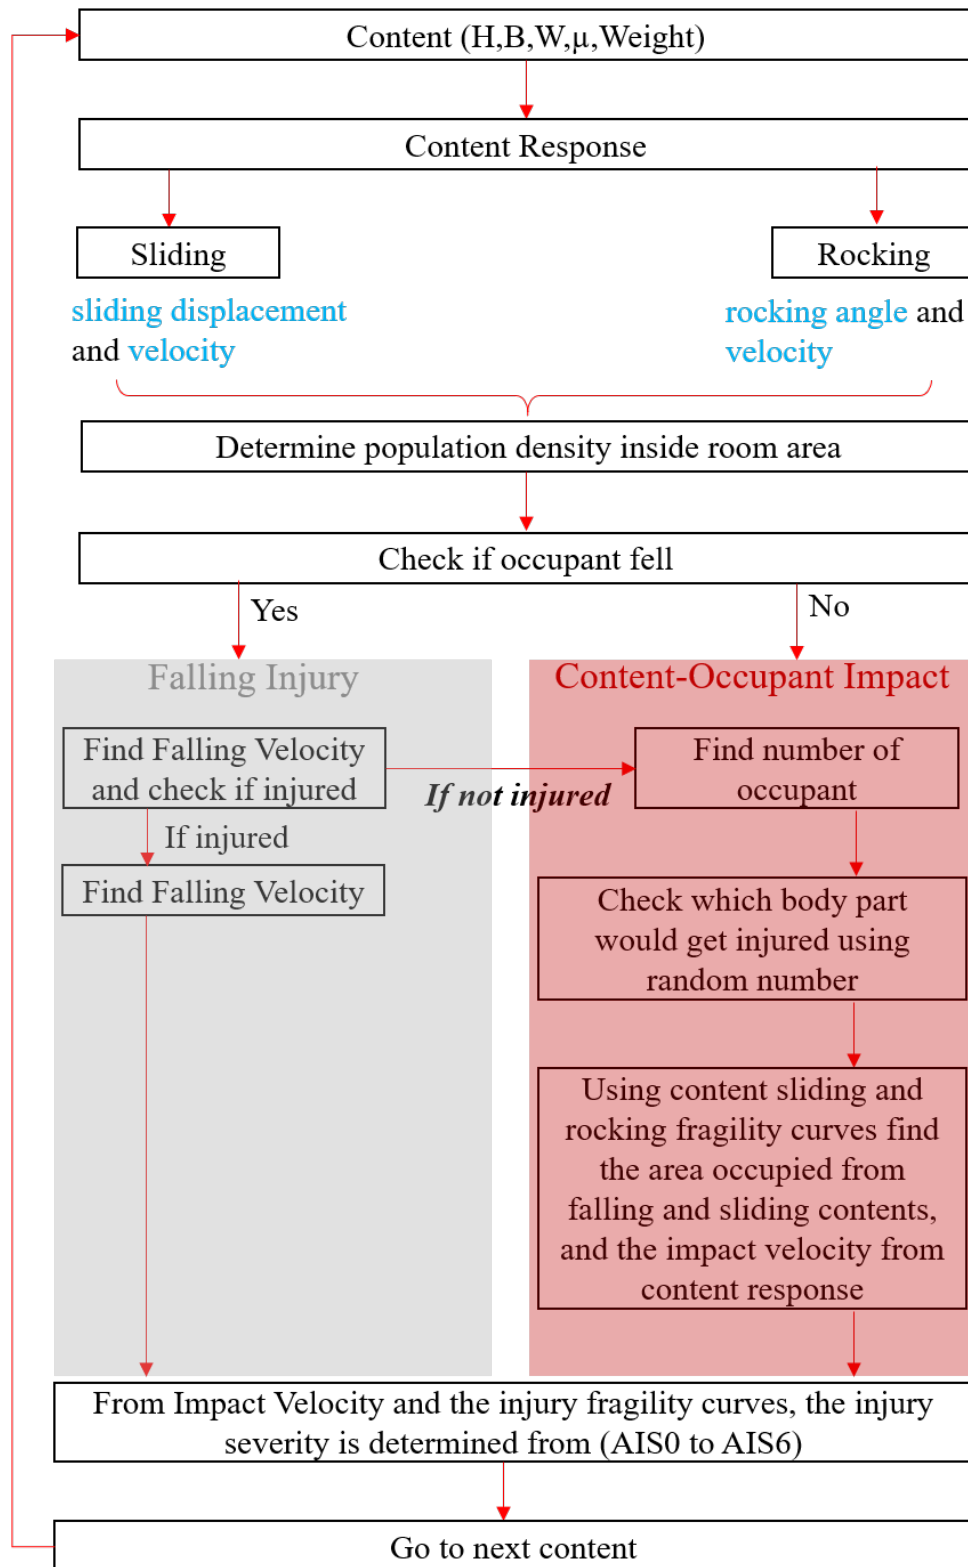 Content (H,B,W,µ,Weight)
Content Response
Sliding
Rocking
sliding displacement
and velocity
rocking angle and
velocity
Determine population density inside room area
Check if occupant fell
Yes
No
Falling Injury
Content-Occupant Impact
Find Falling Velocity
and check if injured
If not injured
Find number of
occupant
If injured
Find Falling Velocity
Check which body part
would get injured using
random number
Using content sliding and
rocking fragility curves find
the area occupied from
falling and sliding contents,
and the impact velocity from
content response
From Impact Velocity and the injury fragility curves, the injury
severity is determined from (AIS0 to AIS6)
Go to next content